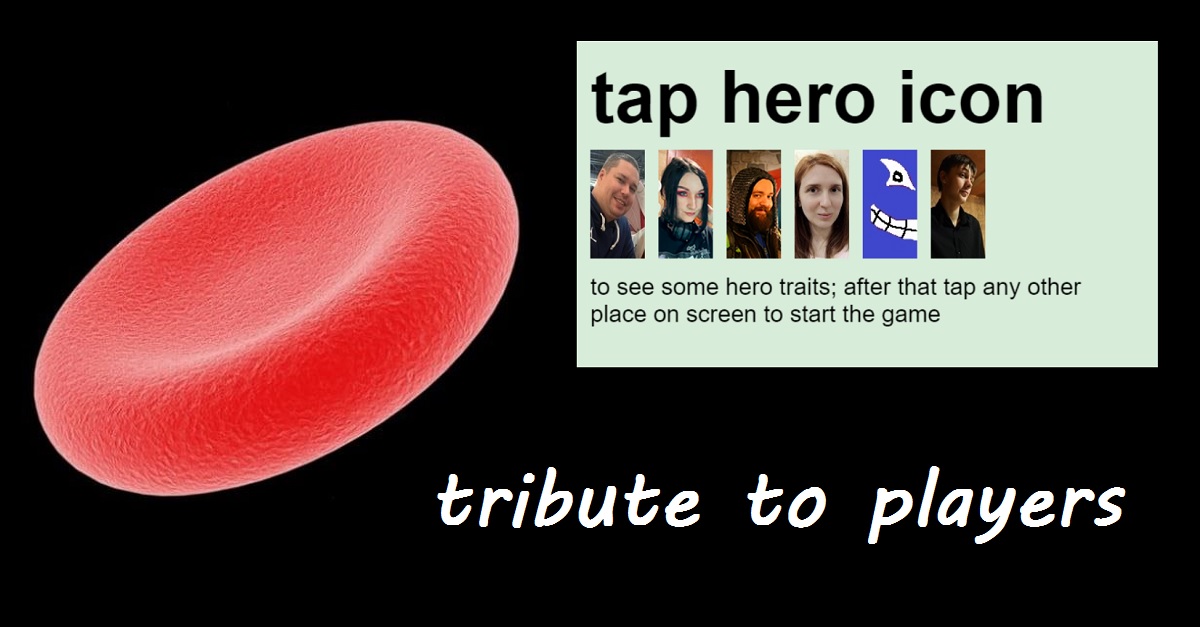 tap hero icon
to see some hero traits; after that tap any other
place on screen to start the game
tribute to players